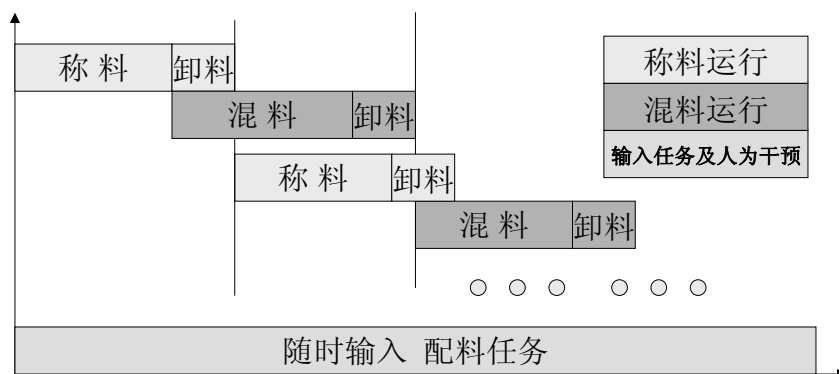 称 料
卸料
混 料
卸料
称 料
卸料
混 料
卸料
称料运行
混料运行
输入任务及人为干预
随时输入 配料任务